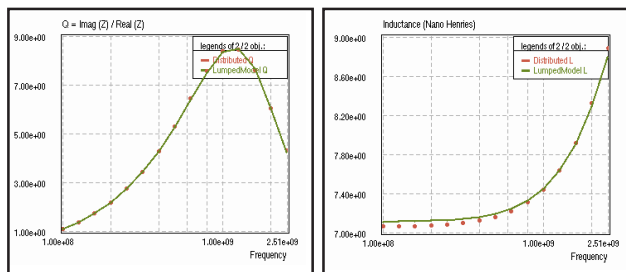 Q = Imag (Z) / Real (Z)
legends of 2 / 2 obj.:
Distributed Q
LumpedModel Q
9.00e+00
7.00e+00
5.00e+00
3.00e+00
1.00e+00
1.00e+08
1.00e+09
2.51e+09
Frequency
Inductance (Nano Henries)
legends of 2/2 obj.:
Distributed L
LumpedModel L
9.00e+00
8.60e+00
8.20e+00
7.80e+00
7.40e+00
7.00e+00
1.00e+08
1.00e+09
2.51e+09
Frequency